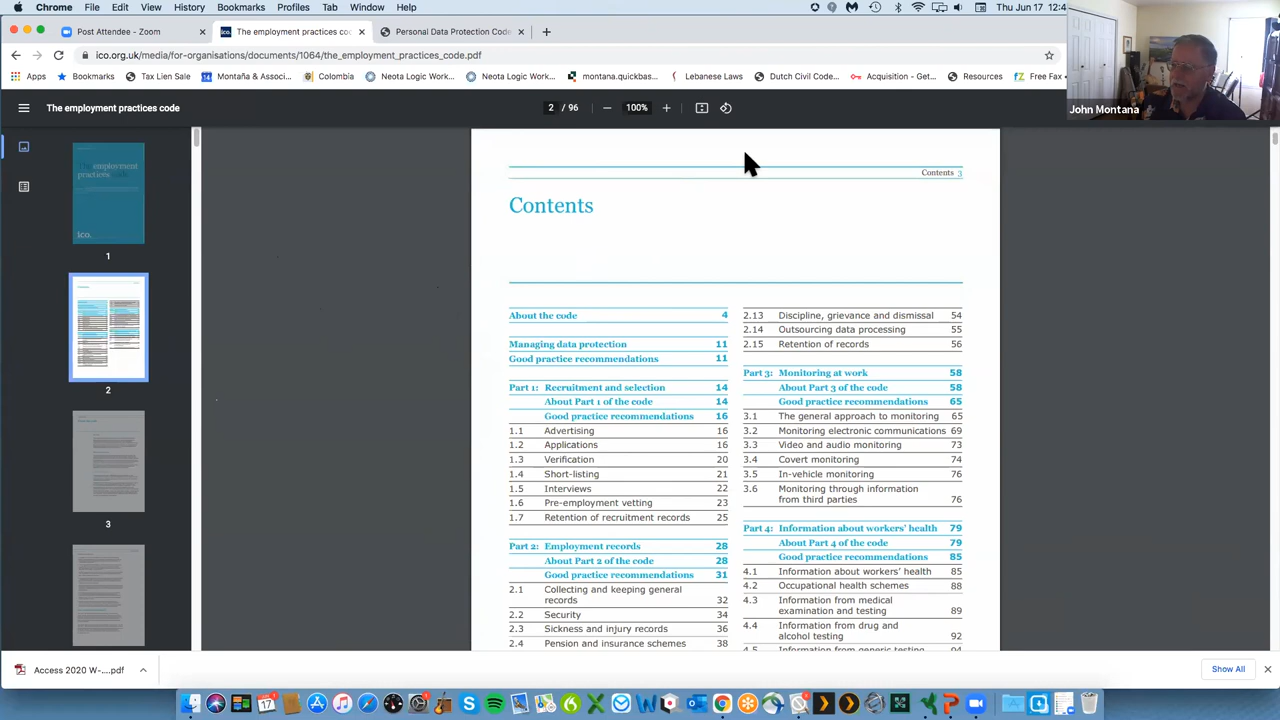 Chrome File Edit View History Bookmarks Profiles Tab Window Help
Thu Jun 17 12:4
Post Attendee - Zoom
ico. The employment practices co
Personal Data Protection Code
ico.org.uk/media/for-organisations/documents/1064/the_employment_practices_code.pdf
Apps Bookmarks Tax Lien Sale Montaña & Associ... Colombia Neota Logic Work... Neota Logic Work... montana.quickbas... Lebanese Laws Dutch Civil Code... Acquisition - Get... Resources Free Fax
John Montana
The employment practices code
2 / 96 − 100% +
The employment
practices code
ico.
1
2
3
Contents 3
Contents
About the code 4
Managing data protection 11
Good practice recommendations 11
Part 1: Recruitment and selection 14
About Part 1 of the code 14
Good practice recommendations 16
1.1 Advertising 16
1.2 Applications 16
1.3 Verification 20
1.4 Short-listing 21
1.5 Interviews 22
1.6 Pre-employment vetting 23
1.7 Retention of recruitment records 25
Part 2: Employment records 28
About Part 2 of the code 28
Good practice recommendations 31
2.1 Collecting and keeping general
records 32
2.2 Security 34
2.3 Sickness and injury records 36
2.4 Pension and insurance schemes 38
2.13 Discipline, grievance and dismissal 54
2.14 Outsourcing data processing 55
2.15 Retention of records 56
Part 3: Monitoring at work 58
About Part 3 of the code 58
Good practice recommendations 65
3.1 The general approach to monitoring 65
3.2 Monitoring electronic communications 69
3.3 Video and audio monitoring 73
3.4 Covert monitoring 74
3.5 In-vehicle monitoring 76
3.6 Monitoring through information
from third parties 76
Part 4: Information about workers' health 79
About Part 4 of the code 79
Good practice recommendations 85
4.1 Information about workers' health 85
4.2 Occupational health schemes 88
4.3 Information from medical
examination and testing 89
4.4 Information from drug and
alcohol testing 92
4.5 Information from genetic testing 94
Access 2020 W-....pdf
Show All